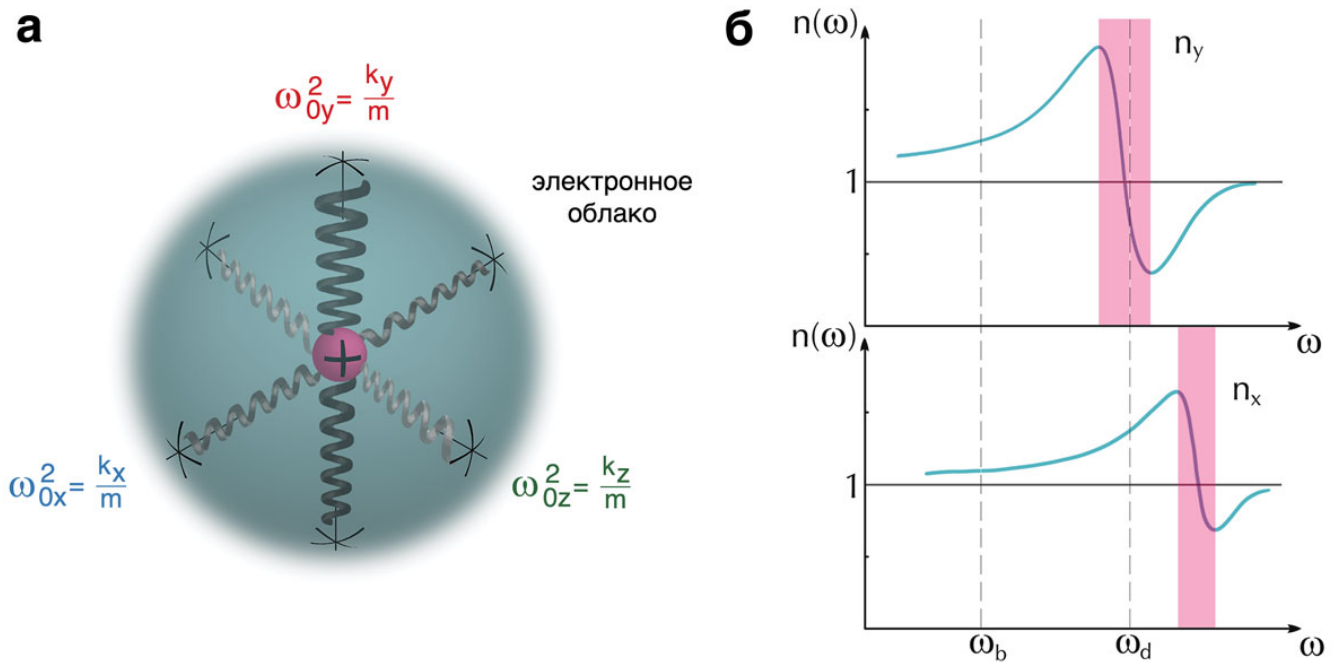 а
ω²₀y = ky/m
электронное
облако
ω²₀x = kx/m
ω²₀z = kz/m
б
n(ω)
ny
1
ω
n(ω)
nx
1
ωb
ωd
ω